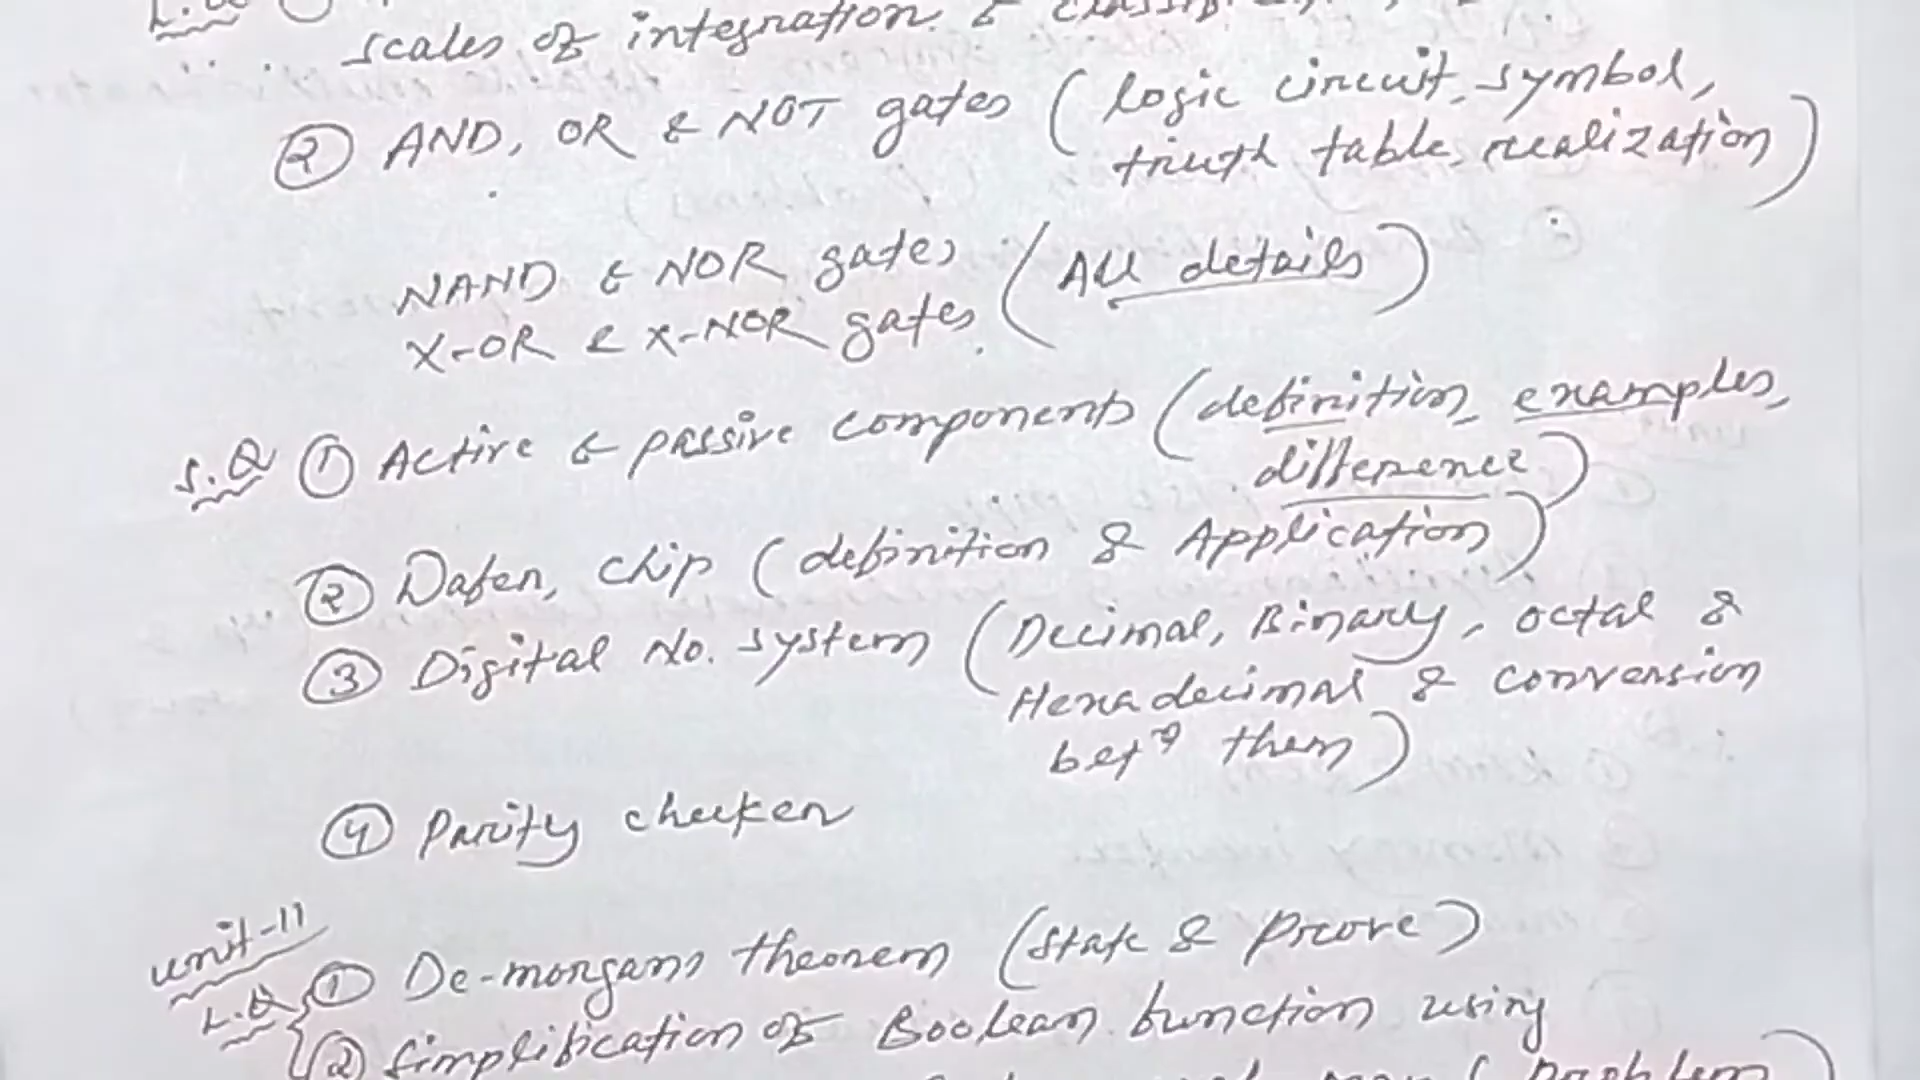 L.Q
scales of integration &
② AND, OR & NOT gates (logic circuit, symbol,
truth table, realization)
NAND & NOR gates
X-OR & X-NOR gates. (All details)
S.Q ① Active & passive components (definition, examples,
difference)
② Wafer, chip (definition & Application)
③ Digital No. system (Decimal, Binary, octal &
Hexadecimal & conversion
betn them)
④ Parity checker
unit-II
L.Q ① De-morgans theorem (state & Prove)
② Simplification of Boolean function using
(Problem)